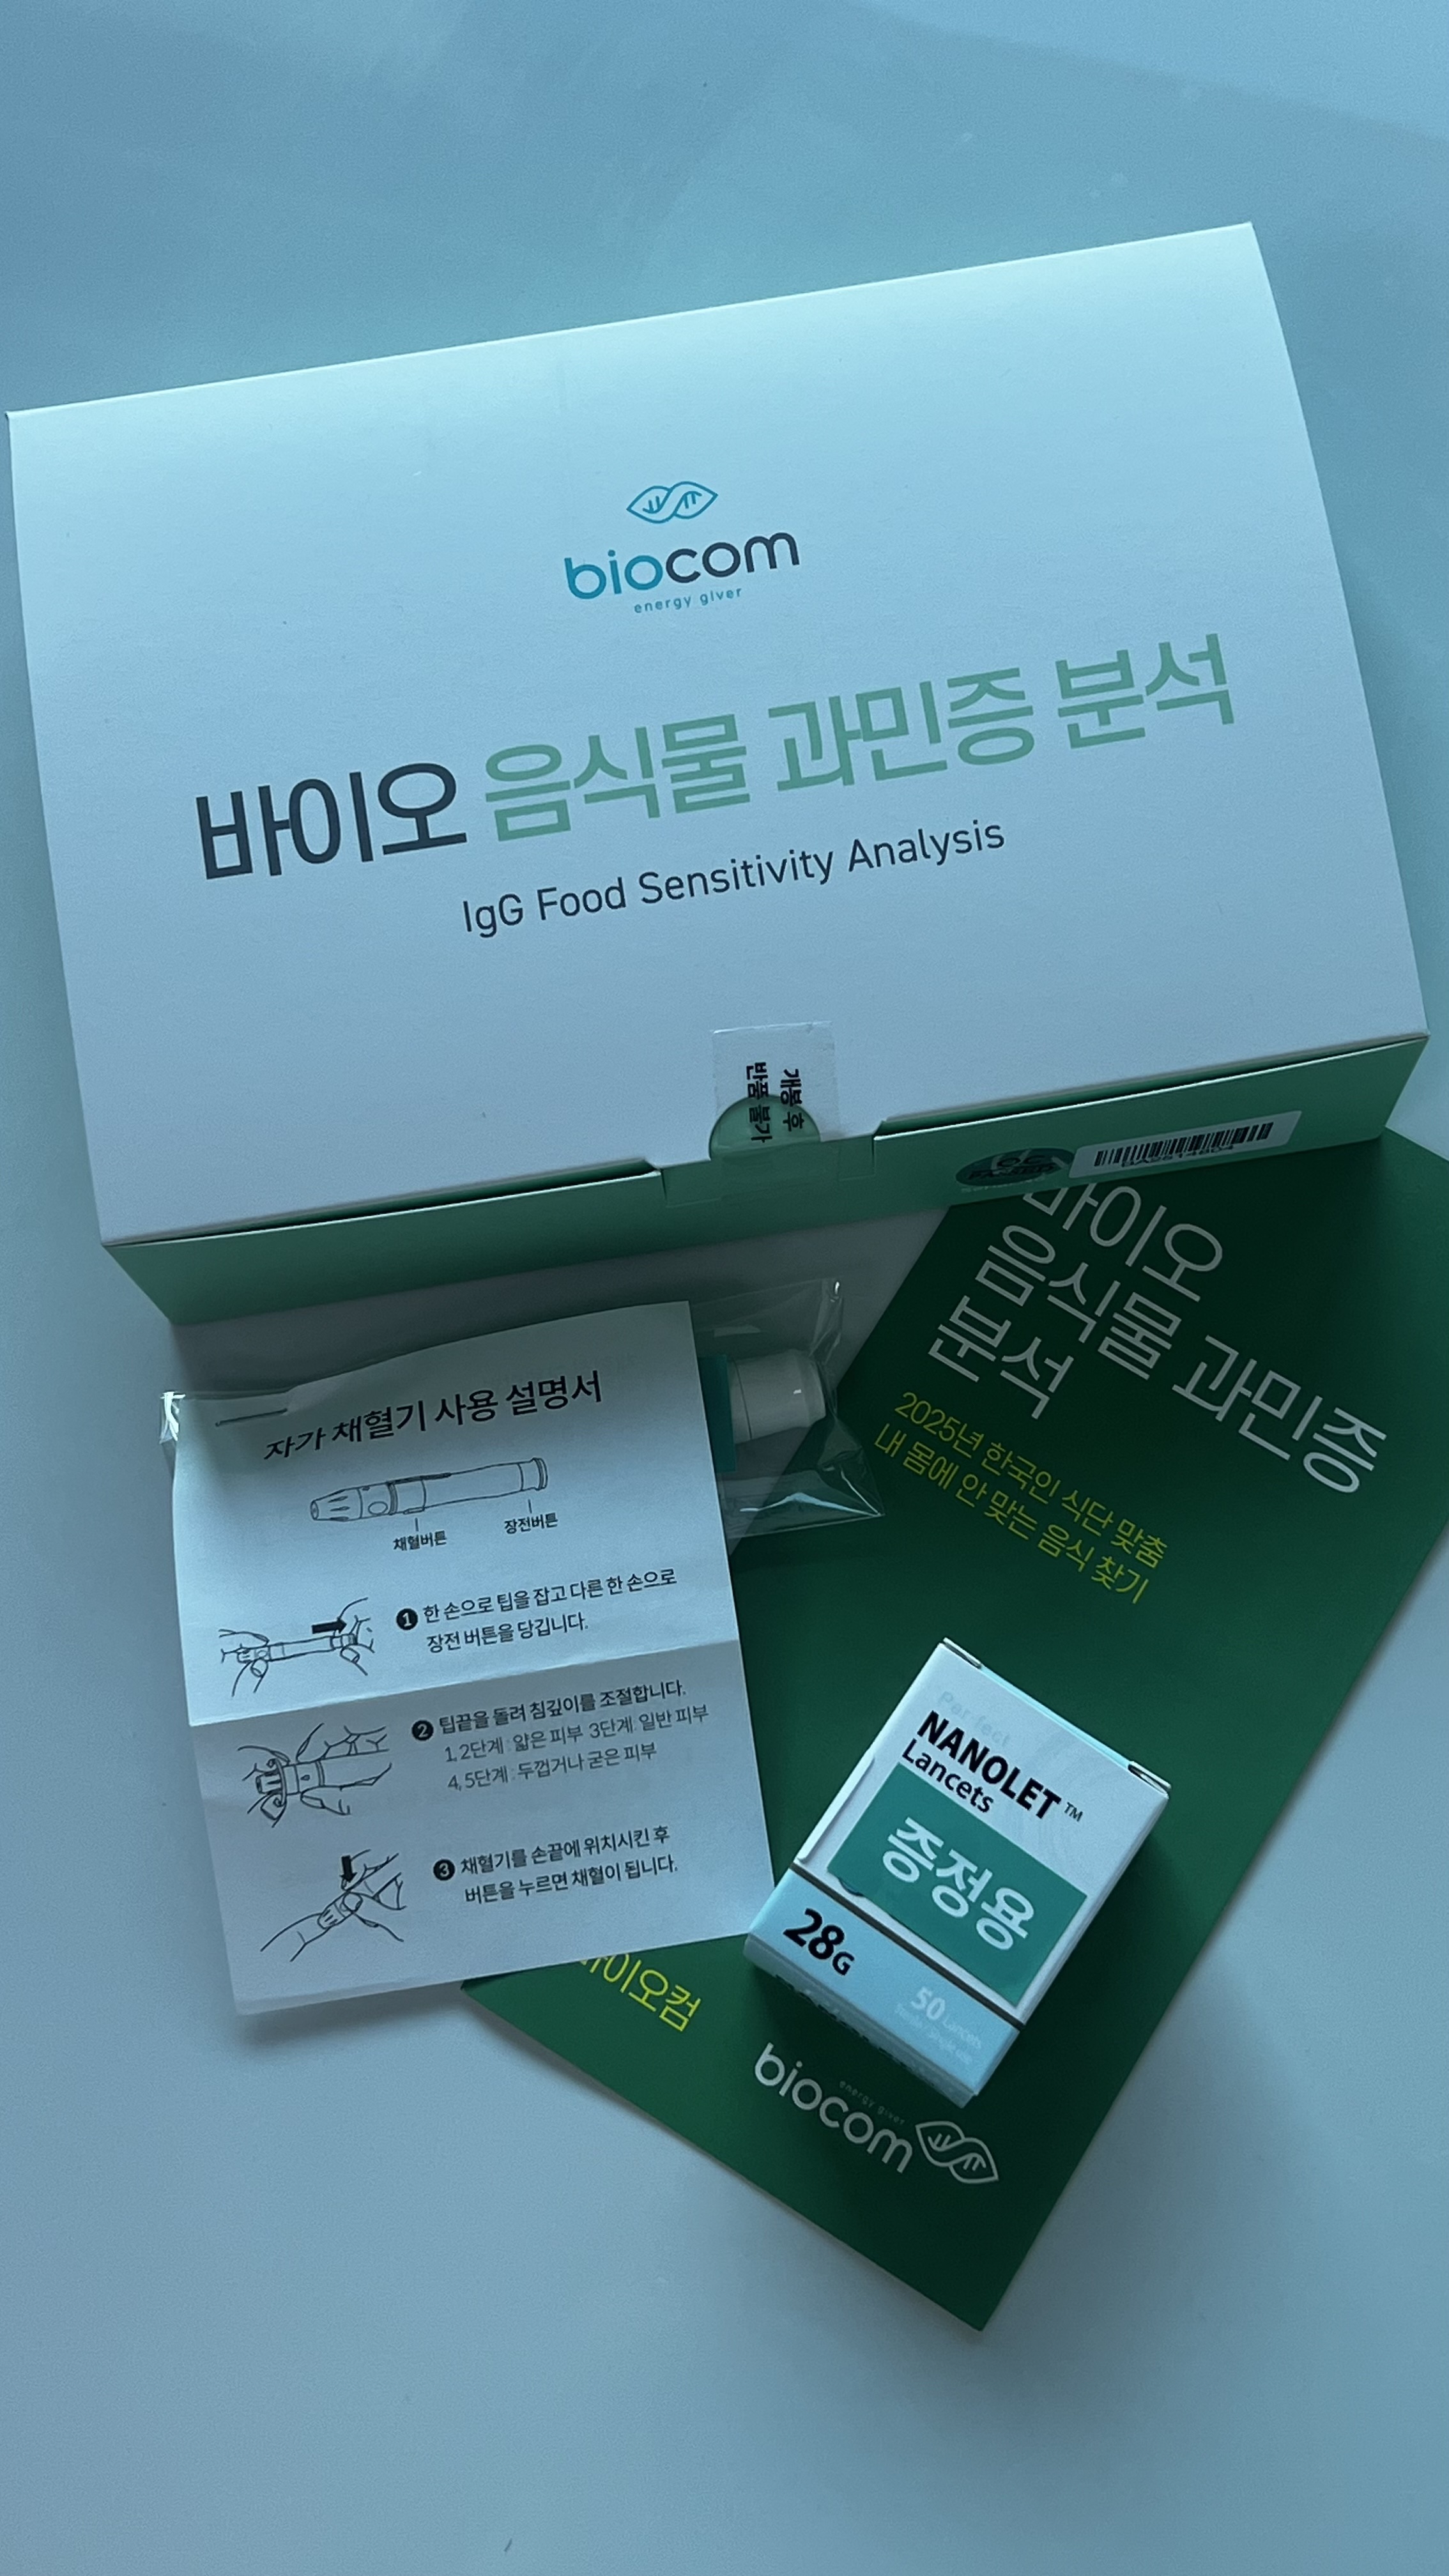 biocom
energy giver
바이오 음식물 과민증 분석
IgG Food Sensitivity Analysis
개봉 후
반품 불가
바이오
음식물 과민증
분석
2025년 한국인 식단 맞춤
내 몸에 안 맞는 음식 찾기
자가 채혈기 사용 설명서
채혈버튼
장전버튼
1 한 손으로 팁을 잡고 다른 한 손으로
장전 버튼을 당깁니다.
2 팁끝을 돌려 침깊이를 조절합니다.
1, 2단계 : 얇은 피부 3단계: 일반 피부
4, 5단계 : 두껍거나 굳은 피부
3 채혈기를 손끝에 위치시킨 후
버튼을 누르면 채혈이 됩니다.
Perfect
NANOLET™
Lancets
증정용
28G
50 Lancets
바이오컴
energy giver
biocom